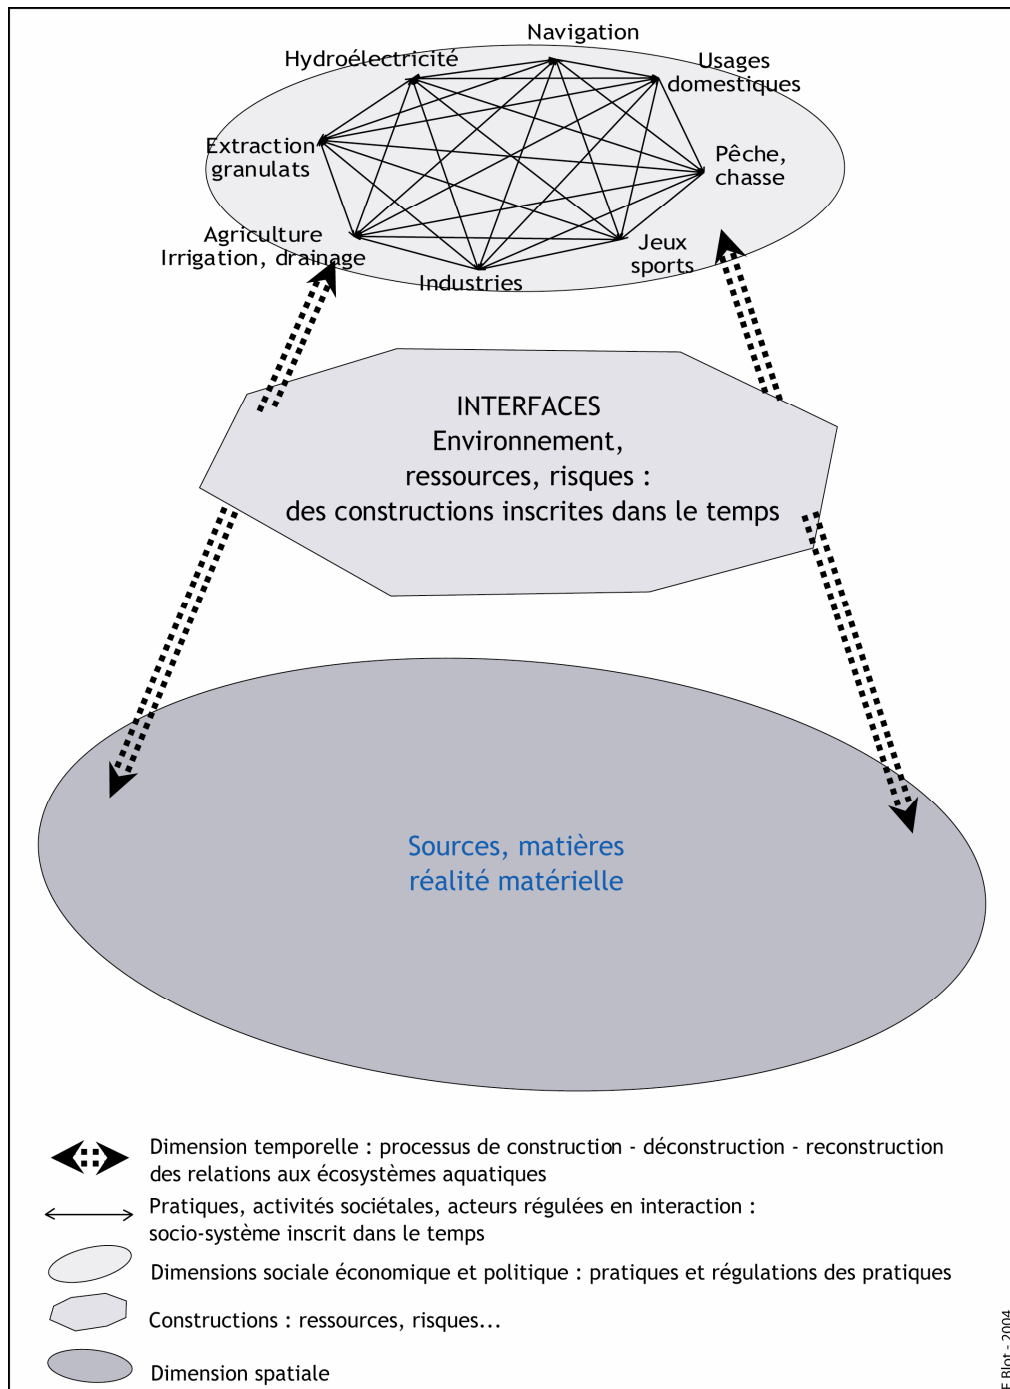 Navigation
Hydroélectricité
Usages
domestiques
Extraction
granulats
Pêche,
chasse
Agriculture
Irrigation, drainage
Jeux
sports
Industries
INTERFACES
Environnement,
ressources, risques :
des constructions inscrites dans le temps
Sources, matières
réalité matérielle
Dimension temporelle : processus de construction - déconstruction - reconstruction
des relations aux écosystèmes aquatiques
Pratiques, activités sociétales, acteurs régulées en interaction :
socio-système inscrit dans le temps
Dimensions sociale économique et politique : pratiques et régulations des pratiques
Constructions : ressources, risques...
Dimension spatiale
F Blot - 2004